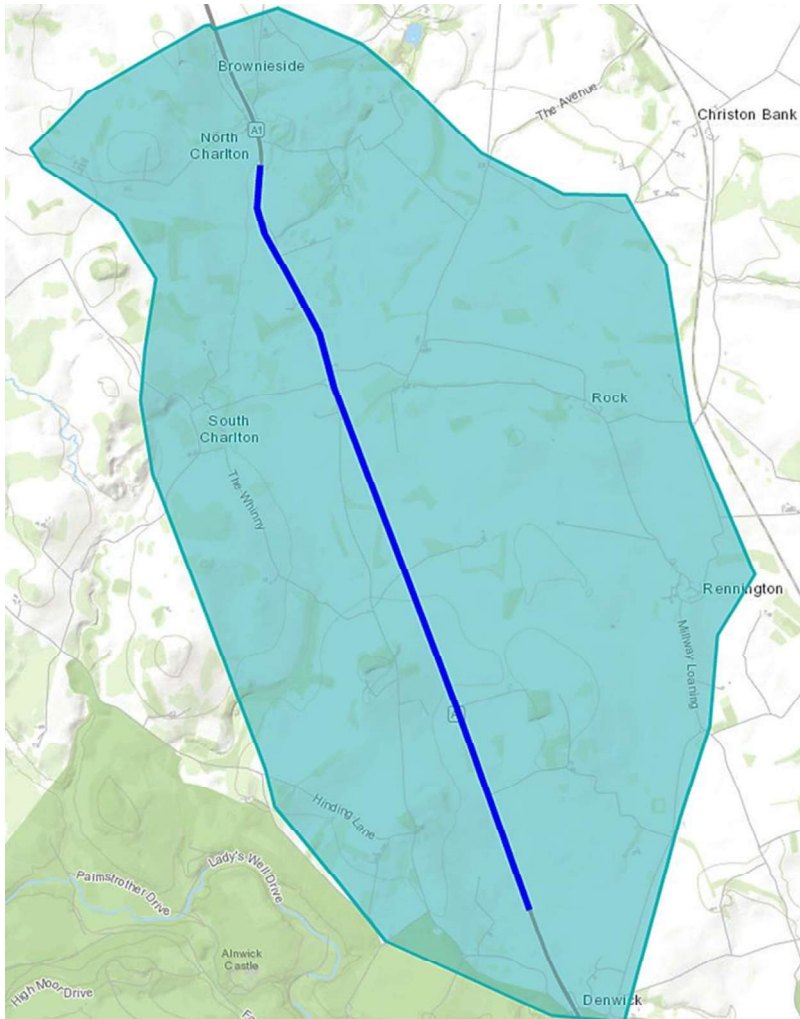 Brownieside
The Avenue
Christon Bank
A1
North
Charlton
Rock
South
Charlton
The Whinny
Rennington
Millway Loaning
Hinding Lane
Lady's Well Drive
Palmstrother Drive
Alnwick
Castle
High Moor Drive
Denwick